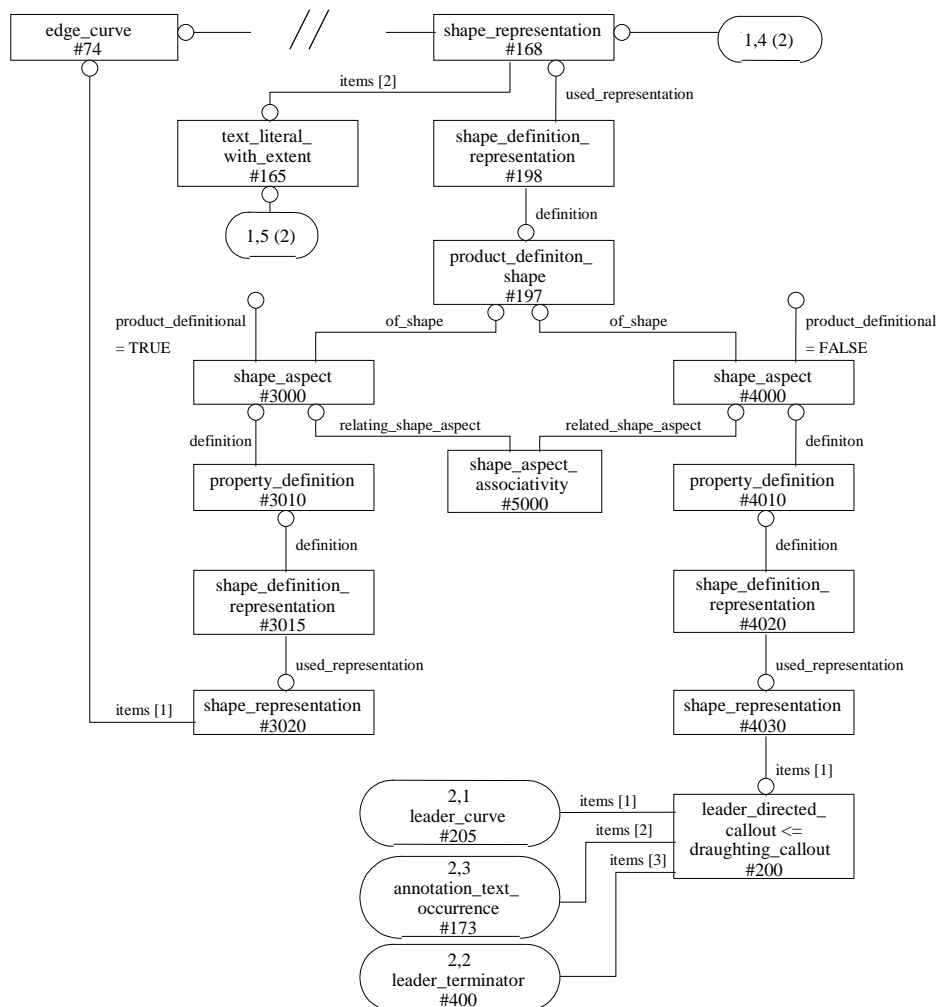 edge_curve
#74
shape_representation
#168
1,4 (2)
items [2]
used_representation
text_literal_
with_extent
#165
shape_definition_
representation
#198
1,5 (2)
definition
product_definiton_
shape
#197
product_definitional
= TRUE
of_shape
of_shape
product_definitional
= FALSE
shape_aspect
#3000
shape_aspect
#4000
relating_shape_aspect
related_shape_aspect
definition
definiton
shape_aspect_
associativity
#5000
property_definition
#3010
property_definition
#4010
definition
definition
shape_definition_
representation
#3015
shape_definition_
representation
#4020
used_representation
used_representation
items [1]
shape_representation
#3020
shape_representation
#4030
items [1]
2,1
leader_curve
#205
items [1]
items [2]
items [3]
leader_directed_
callout <=
draughting_callout
#200
2,3
annotation_text_
occurrence
#173
2,2
leader_terminator
#400